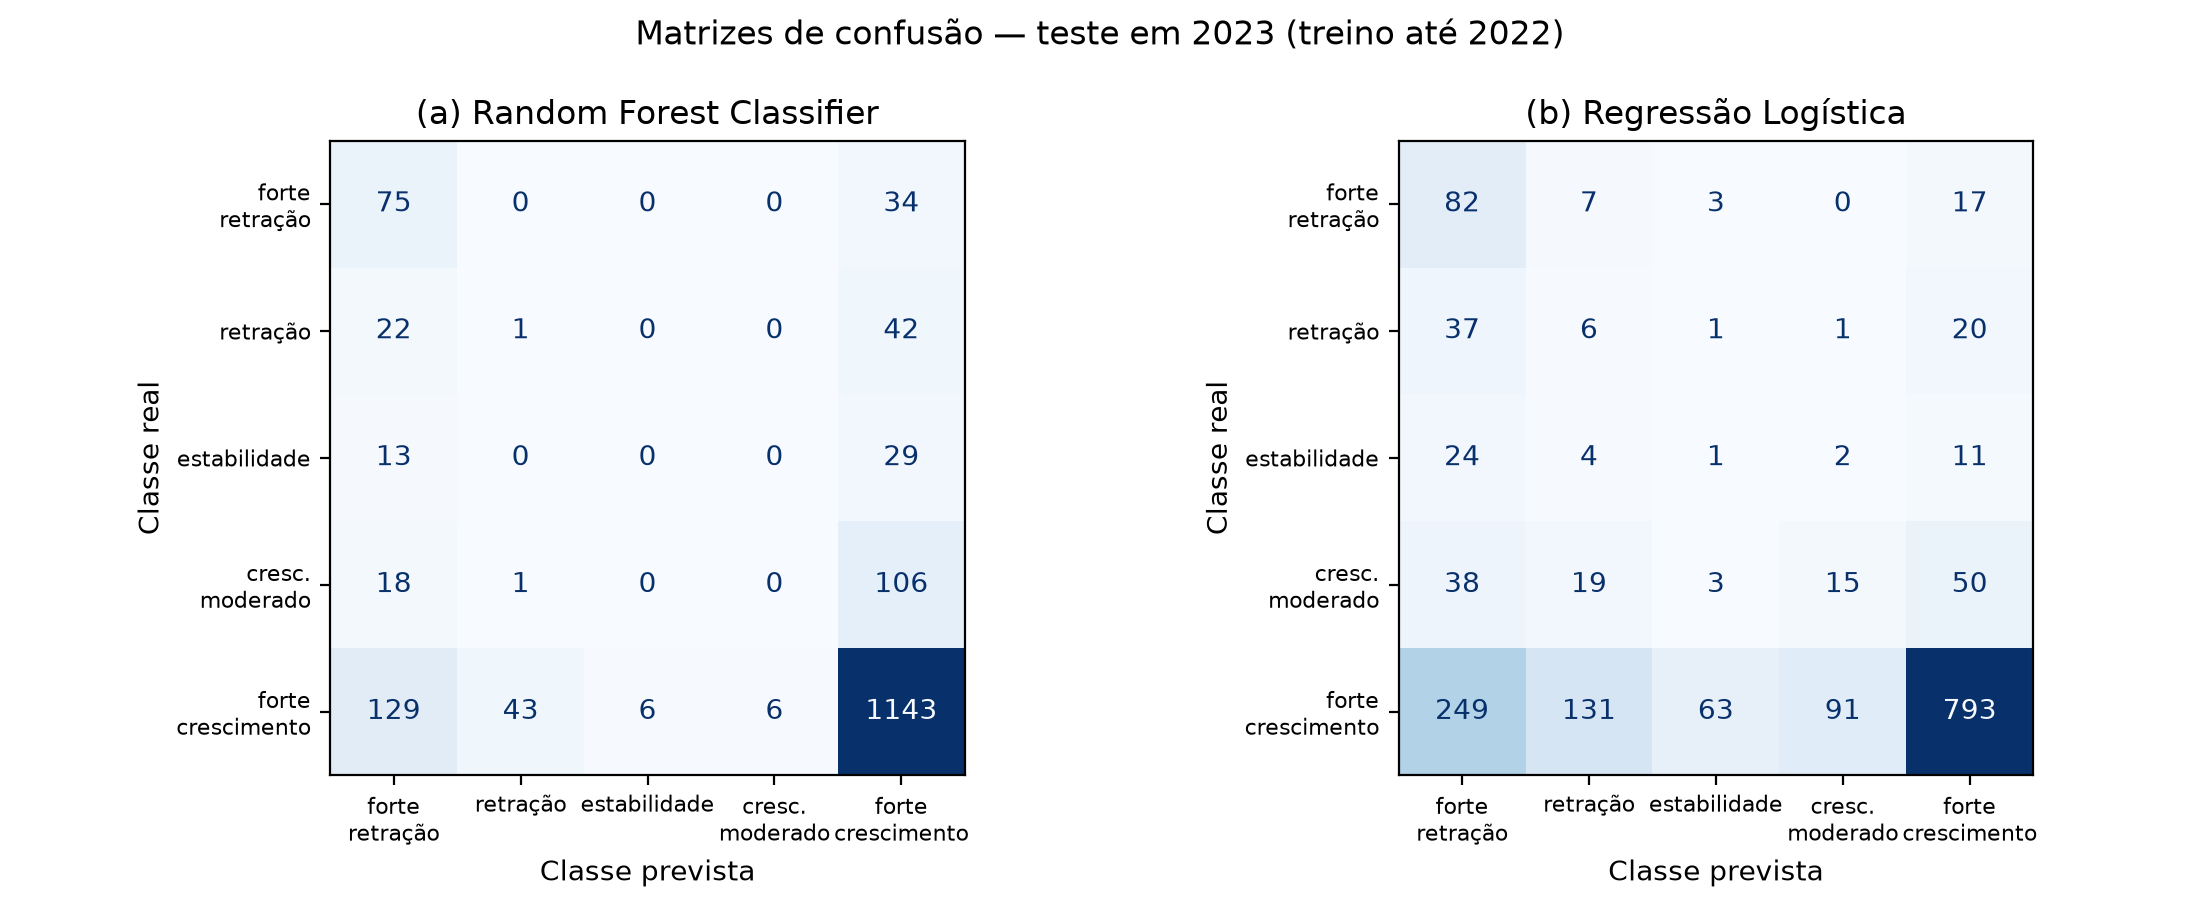 Matrizes de confusão — teste em 2023 (treino até 2022)
(a) Random Forest Classifier
forte
retração
75 0 0 0 34
retração
22 1 0 0 42
estabilidade
13 0 0 0 29
cresc.
moderado
18 1 0 0 106
forte
crescimento
129 43 6 6 1143
Classe real
forte
retração
retração
estabilidade
cresc.
moderado
forte
crescimento
Classe prevista
(b) Regressão Logística
forte
retração
82 7 3 0 17
retração
37 6 1 1 20
estabilidade
24 4 1 2 11
cresc.
moderado
38 19 3 15 50
forte
crescimento
249 131 63 91 793
Classe real
forte
retração
retração
estabilidade
cresc.
moderado
forte
crescimento
Classe prevista